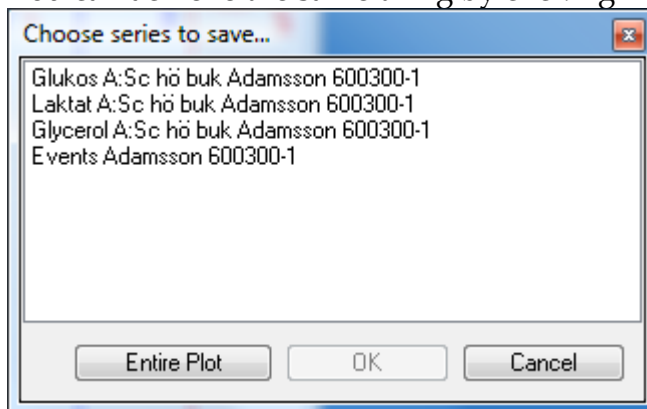 Choose series to save...
Glukos A:Sc hö buk Adamsson 600300-1
Laktat A:Sc hö buk Adamsson 600300-1
Glycerol A:Sc hö buk Adamsson 600300-1
Events Adamsson 600300-1
Entire Plot OK Cancel